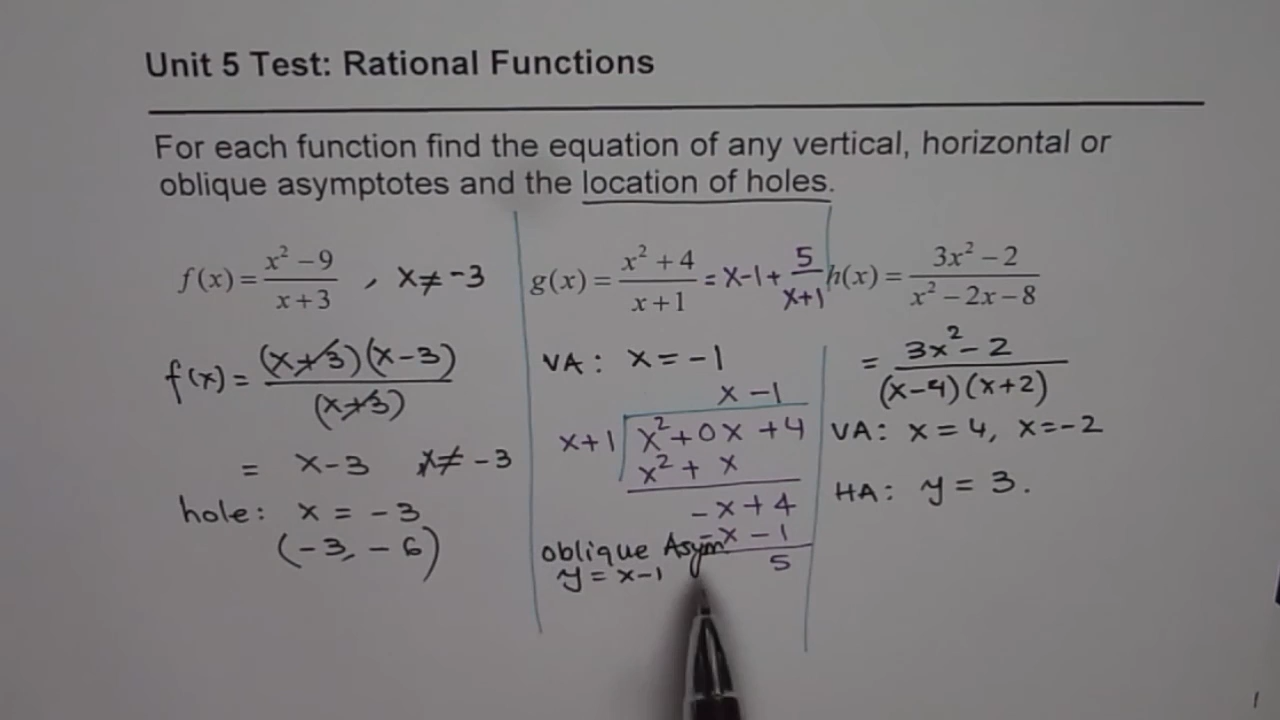 Unit 5 Test: Rational Functions
For each function find the equation of any vertical, horizontal or
oblique asymptotes and the location of holes.
f(x) = (x² − 9)/(x + 3) , x ≠ −3
f(x) = (x+3)(x−3)/(x+3)
= x−3 x ≠ −3
hole: x = −3
(−3, −6)
g(x) = (x² + 4)/(x + 1) = x−1 + 5/(x+1)
VA: x = −1
x −1
x+1 x² + 0x + 4
x² + x
−x + 4
−x − 1
5
oblique Asym
y = x−1
h(x) = (3x² − 2)/(x² − 2x − 8)
= (3x² − 2)/((x−4)(x+2))
VA: x = 4, x = −2
HA: y = 3.
1